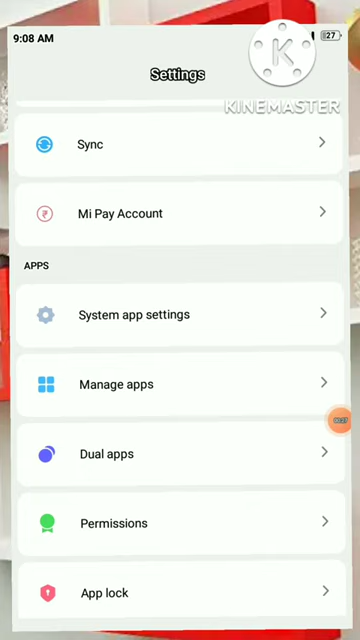 9:08 AM
27
Settings
KINEMASTER
Sync
Mi Pay Account
APPS
System app settings
Manage apps
Dual apps
Permissions
App lock